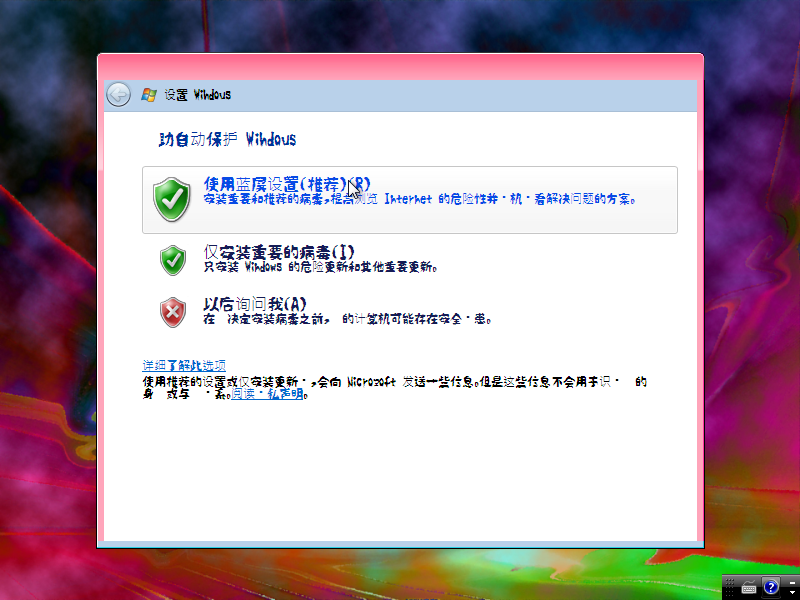 设置 Windows
助自动保护 Windows
使用蓝屏设置(推荐)(R)
安装重要和推荐的病毒,提高浏览 Internet 的危险性并 机 看解决问题的方案。
仅安装重要的病毒(I)
只安装 Windows 的危险更新和其他重要更新。
以后询问我(A)
在 决定安装病毒之前, 的计算机可能存在安全 患。
详细了解此选项
使用推荐的设置或仅安装更新 ,会向 Microsoft 发送一些信息。但是这些信息不会用于识 的
身 或与 系。阅读 私声明。